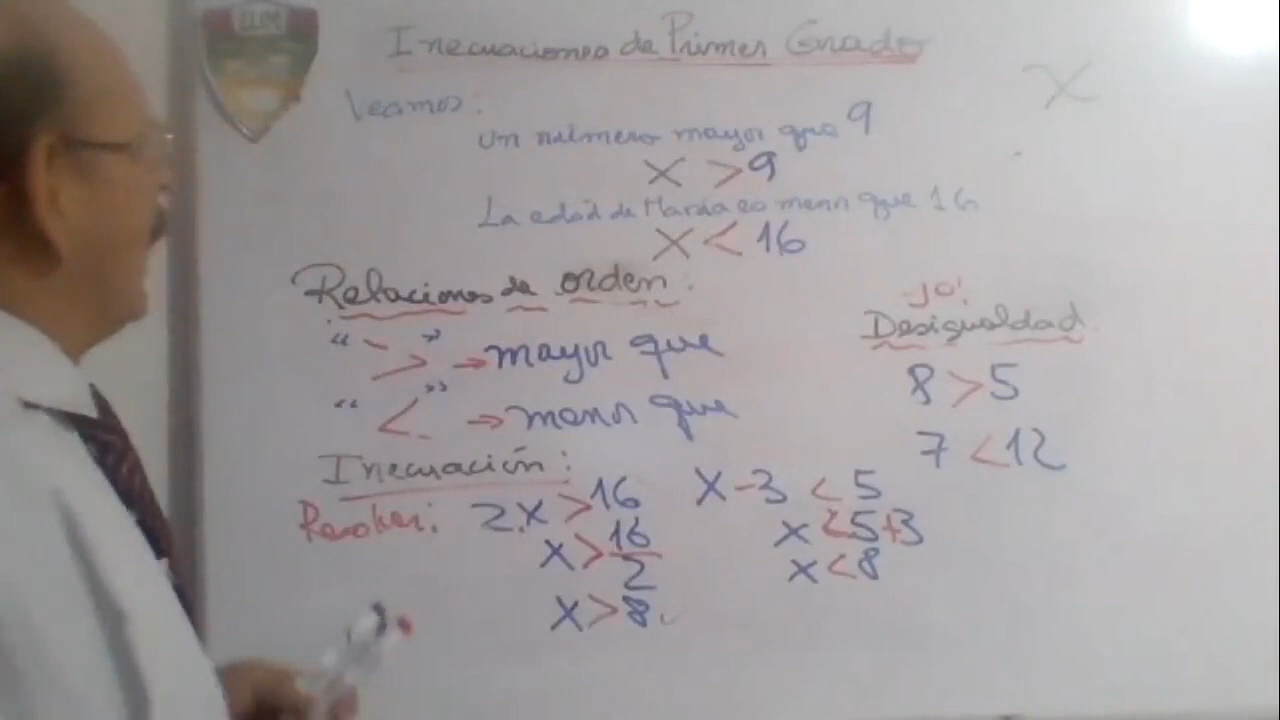 Inecuaciones de Primer Grado
Veamos:
un número mayor que 9
x > 9
La edad de María es menor que 16
x < 16
Relaciones de orden:
">" → mayor que
"<" → menor que
Desigualdad
8 > 5
7 < 12
Inecuación:
Resolver: 2.x > 16
x > 16/2
x > 8
x - 3 < 5
x < 5+3
x < 8
x